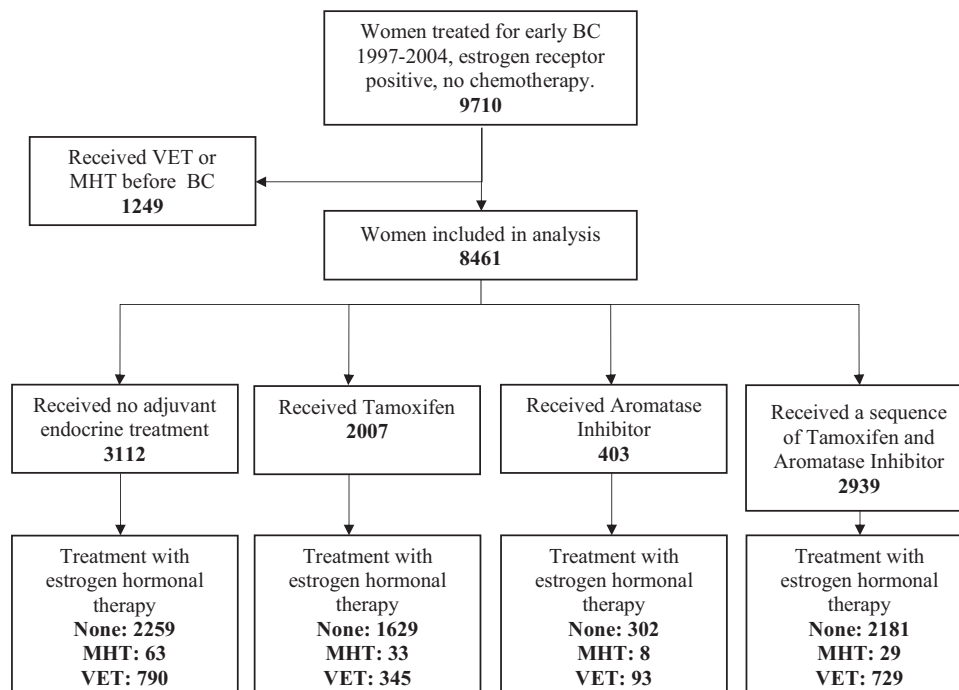 Women treated for early BC
1997-2004, estrogen receptor
positive, no chemotherapy.
9710
Received VET or
MHT before BC
1249
Women included in analysis
8461
Received no adjuvant
endocrine treatment
3112
Received Tamoxifen
2007
Received Aromatase
Inhibitor
403
Received a sequence
of Tamoxifen and
Aromatase Inhibitor
2939
Treatment with
estrogen hormonal
therapy
None: 2259
MHT: 63
VET: 790
Treatment with
estrogen hormonal
therapy
None: 1629
MHT: 33
VET: 345
Treatment with
estrogen hormonal
therapy
None: 302
MHT: 8
VET: 93
Treatment with
estrogen hormonal
therapy
None: 2181
MHT: 29
VET: 729